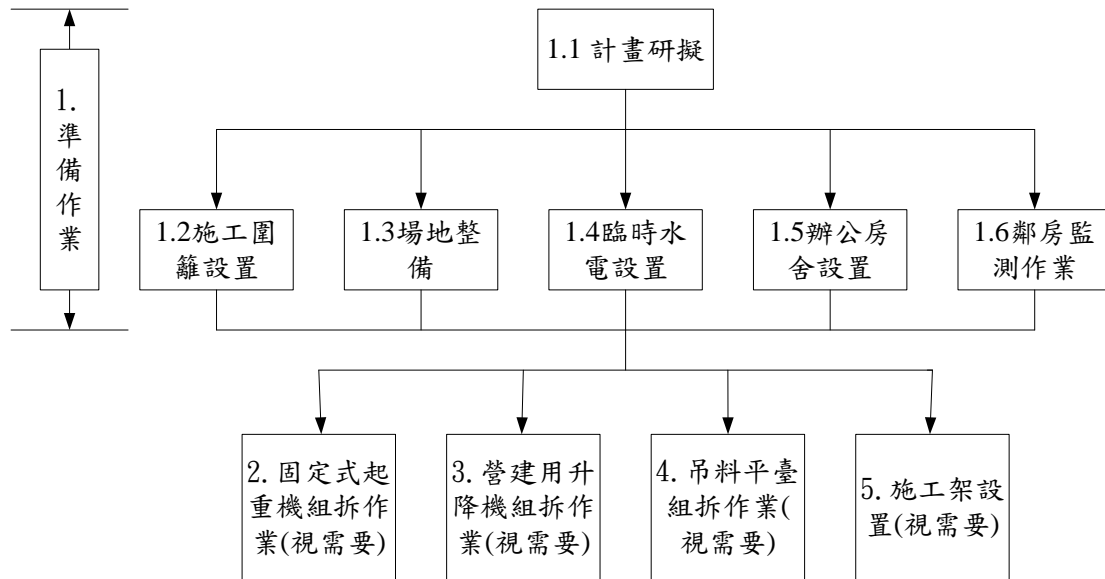 1.1 計畫研擬
1.
準
備
作
業
1.2施工圍
籬設置
1.3場地整
備
1.4臨時水
電設置
1.5辦公房
舍設置
1.6鄰房監
測作業
2. 固定式起
重機組拆作
業(視需要)
3. 營建用升
降機組拆作
業(視需要)
4. 吊料平臺
組拆作業(
視需要)
5. 施工架設
置(視需要)